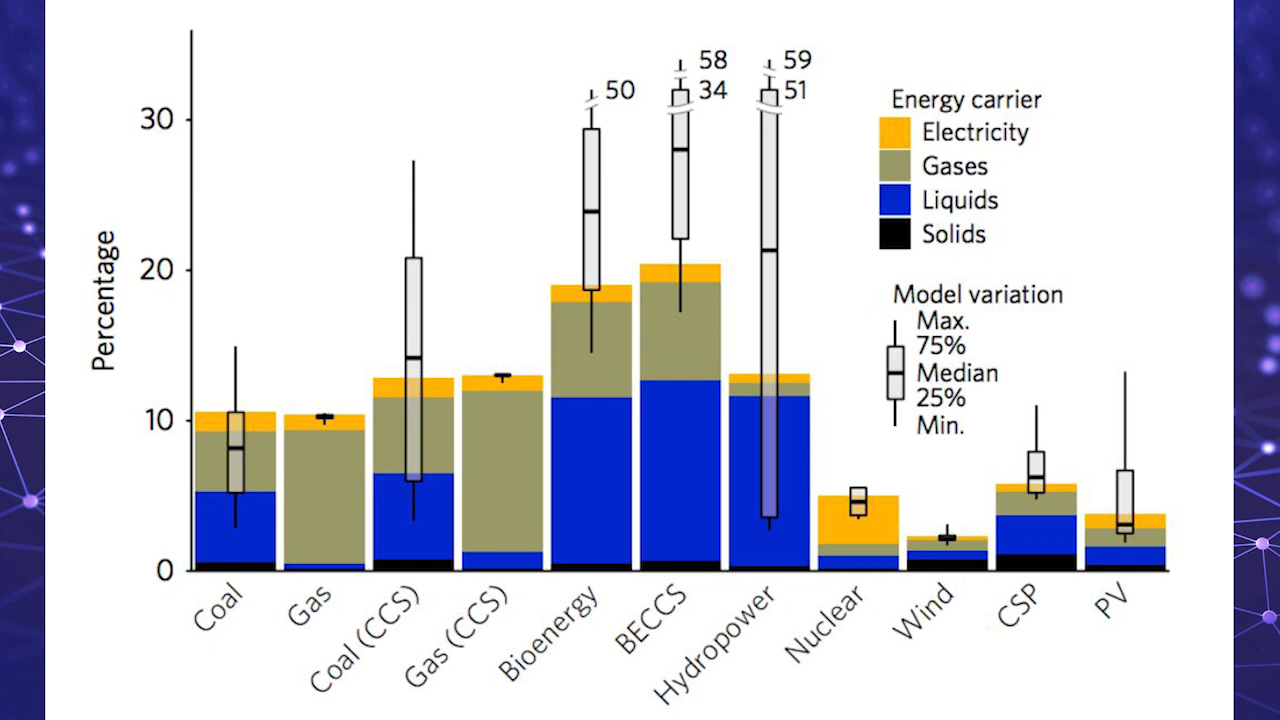 58
59
50
34
51
Energy carrier
Electricity
Gases
Liquids
Solids
Model variation
Max.
75%
Median
25%
Min.
Percentage
30
20
10
0
Coal
Gas
Coal (CCS)
Gas (CCS)
Bioenergy
BECCS
Hydropower
Nuclear
Wind
CSP
PV